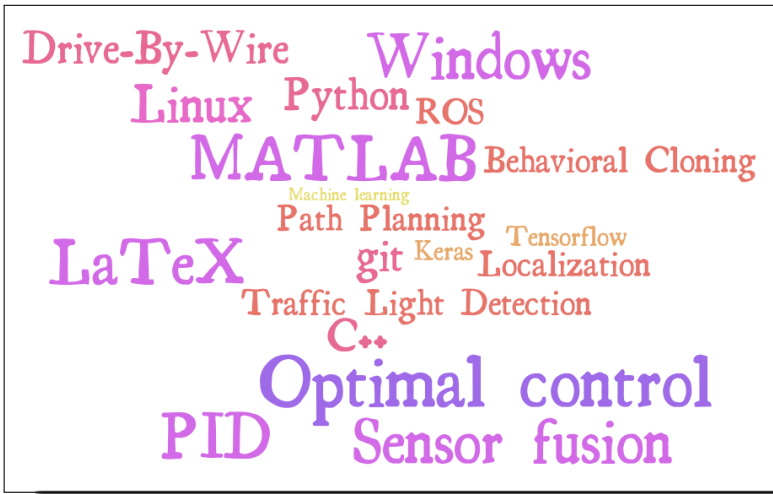 Drive-By-Wire
Windows
Linux
Python
ROS
MATLAB
Behavioral Cloning
Machine learning
Path Planning
Tensorflow
LaTeX
git
Keras
Localization
Traffic Light Detection
C++
Optimal control
PID
Sensor fusion